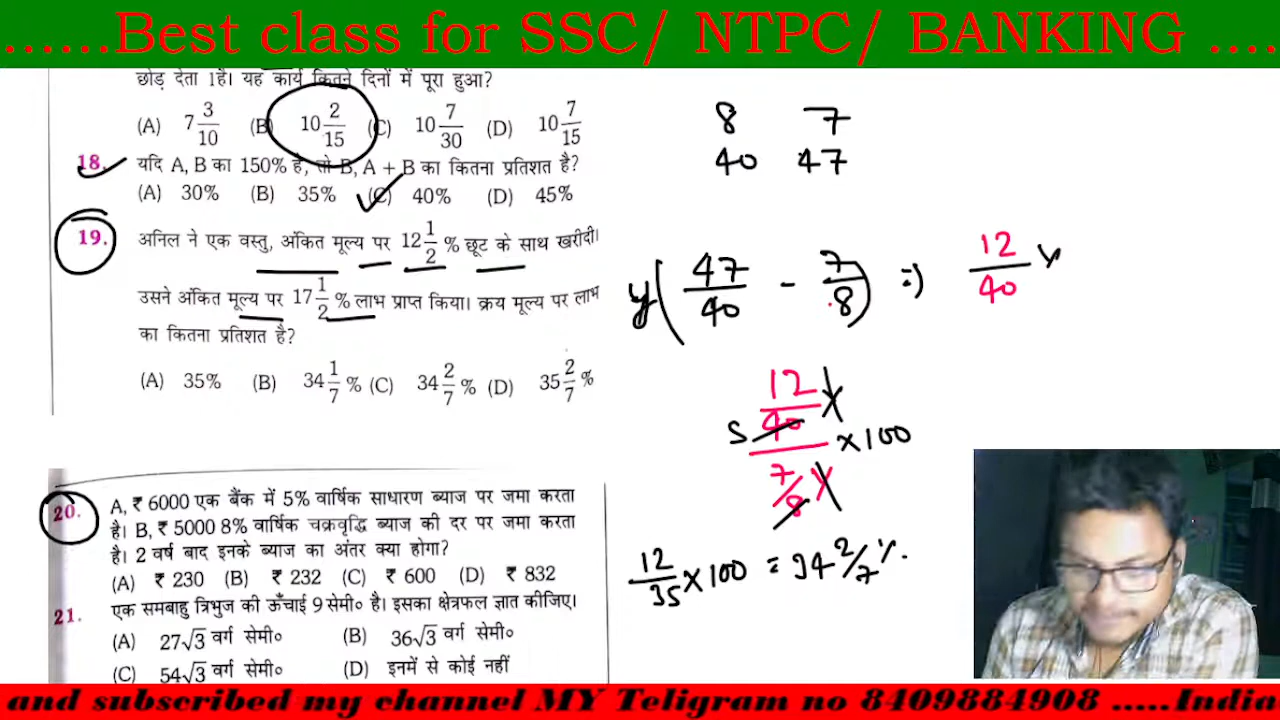 ......Best class for SSC/ NTPC/ BANKING ....
छोड़ देता 1है। यह कार्य कितने दिनों में पूरा हुआ?
(A) 7 3/10 (B) 10 2/15 (C) 10 7/30 (D) 10 7/15
18. यदि A, B का 150% है, तो B, A + B का कितना प्रतिशत है?
(A) 30% (B) 35% (C) 40% (D) 45%
19. अनिल ने एक वस्तु, अंकित मूल्य पर 12 1/2 % छूट के साथ खरीदी।
उसने अंकित मूल्य पर 17 1/2 % लाभ प्राप्त किया। क्रय मूल्य पर लाभ
का कितना प्रतिशत है?
(A) 35% (B) 34 1/7 % (C) 34 2/7 % (D) 35 2/7 %
20. A, ₹ 6000 एक बैंक में 5% वार्षिक साधारण ब्याज पर जमा करता
है। B, ₹ 5000 8% वार्षिक चक्रवृद्धि ब्याज की दर पर जमा करता
है। 2 वर्ष बाद इनके ब्याज का अंतर क्या होगा?
(A) ₹ 230 (B) ₹ 232 (C) ₹ 600 (D) ₹ 832
21. एक समबाहु त्रिभुज की ऊँचाई 9 सेमी० है। इसका क्षेत्रफल ज्ञात कीजिए।
(A) 27√3 वर्ग सेमी० (B) 36√3 वर्ग सेमी०
(C) 54√3 वर्ग सेमी० (D) इनमें से कोई नहीं
8 7
40 47
y(47/40 - 7/8) => 12/40 y
5 12/40 y / 7/8 y × 100
12/35 × 100 = 34 2/7 %.
and subscribed my channel MY Teligram no 8409884908 ......India